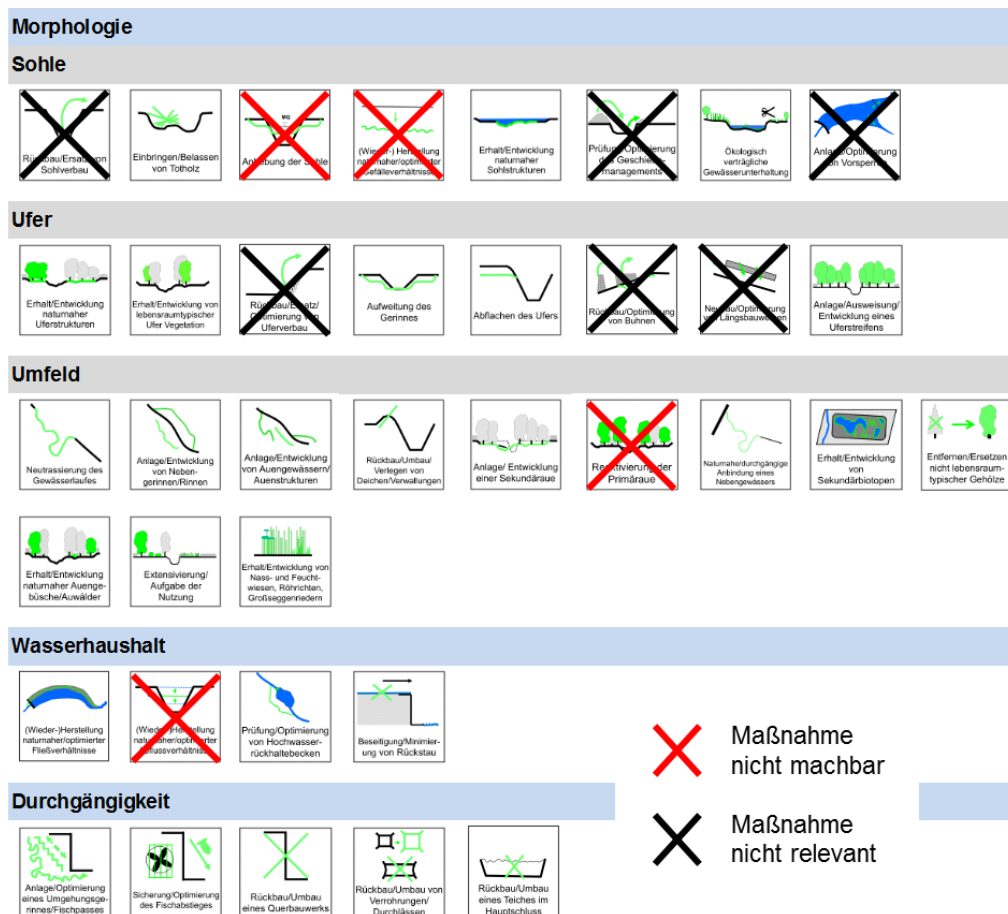 Morphologie
Sohle
Rückbau/Ersatz von
Sohlverbau
Einbringen/Belassen
von Totholz
MQ
Anhebung der Sohle
(Wieder-) Herstellung
naturnaher/optimierter
Gefälleverhältnisse
Erhalt/Entwicklung
naturnaher
Sohlstrukturen
Prüfung/Optimierung
des Geschiebe-
managements
Ökologisch
verträgliche
Gewässerunterhaltung
Anlage/Optimierung
von Vorsperren
Ufer
Erhalt/Entwicklung
naturnaher
Uferstrukturen
Erhalt/Entwicklung von
lebensraumtypischer
Ufer Vegetation
Rückbau/Ersatz/
Optimierung von
Uferverbau
Aufweitung des
Gerinnes
Abflachen des Ufers
Rückbau/Optimierung
von Buhnen
Neubau/Optimierung
von Längsbauwerken
Anlage/Ausweisung/
Entwicklung eines
Uferstreifens
Umfeld
Neutrassierung des
Gewässerlaufes
Anlage/Entwicklung
von Neben-
gerinnen/Rinnen
Anlage/Entwicklung
von Auengewässern/
Auenstrukturen
Rückbau/Umbau/
Verlegen von
Deichen/Verwallungen
Anlage/ Entwicklung
einer Sekundäraue
Reaktivierung der
Primäraue
Naturnahe/durchgängige
Anbindung eines
Nebengewässers
Erhalt/Entwicklung
von
Sekundärbiotopen
Entfernen/Ersetzen
nicht lebensraum-
typischer Gehölze
Erhalt/Entwicklung
naturnaher Auenge-
büsche/Auwälder
Extensivierung/
Aufgabe der
Nutzung
Erhalt/Entwicklung von
Nass- und Feucht-
wiesen, Röhrichten,
Großseggenriedern
Wasserhaushalt
(Wieder-)Herstellung
naturnaher/optimierter
Fließverhältnisse
(Wieder-)Herstellung
naturnaher/optimierter
Abflussverhältnisse
Prüfung/Optimierung
von Hochwasser-
rückhaltebecken
Beseitigung/Minimier-
ung von Rückstau
Maßnahme
nicht machbar
Durchgängigkeit
Maßnahme
nicht relevant
Anlage/Optimierung
eines Umgehungsge-
rinnes/Fischpasses
Sicherung/Optimierung
des Fischabstieges
Rückbau/Umbau
eines Querbauwerks
Rückbau/Umbau von
Verrohrungen/
Durchlässen
Rückbau/Umbau
eines Teiches im
Hauptschluss